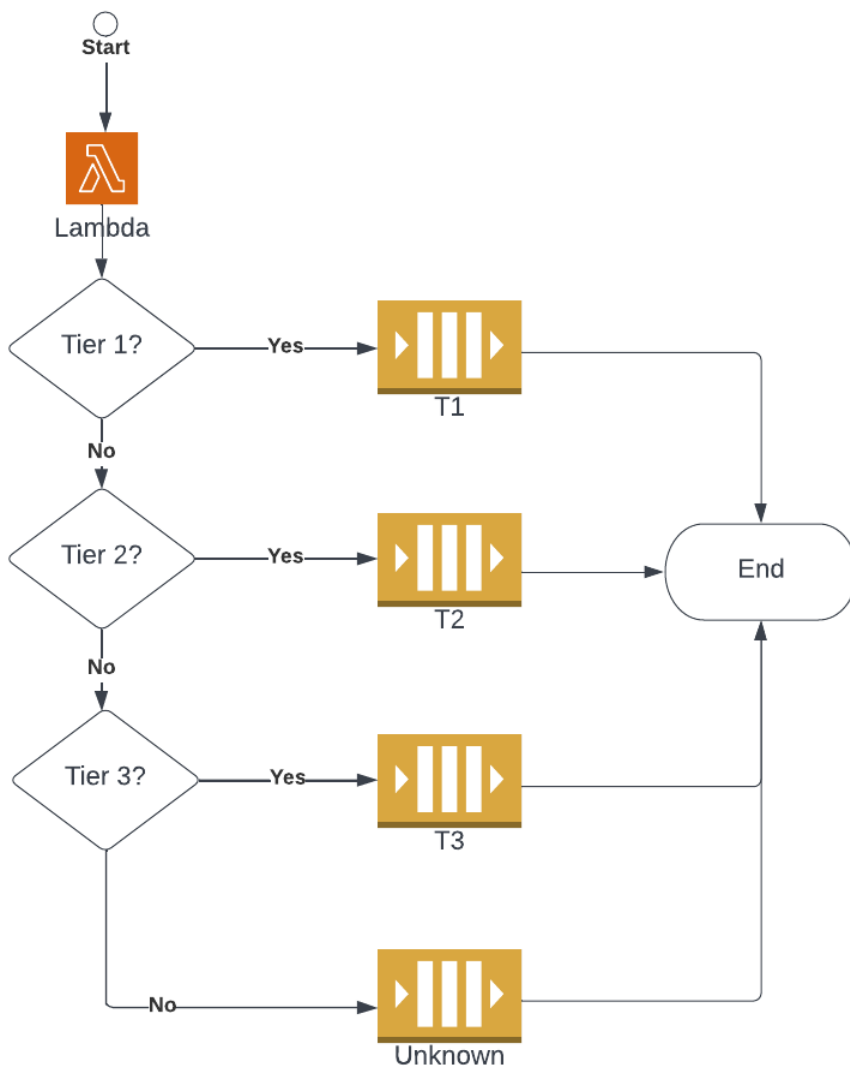 Start
Lambda
Tier 1?
Yes
T1
No
Tier 2?
Yes
T2
End
No
Tier 3?
Yes
T3
No
Unknown